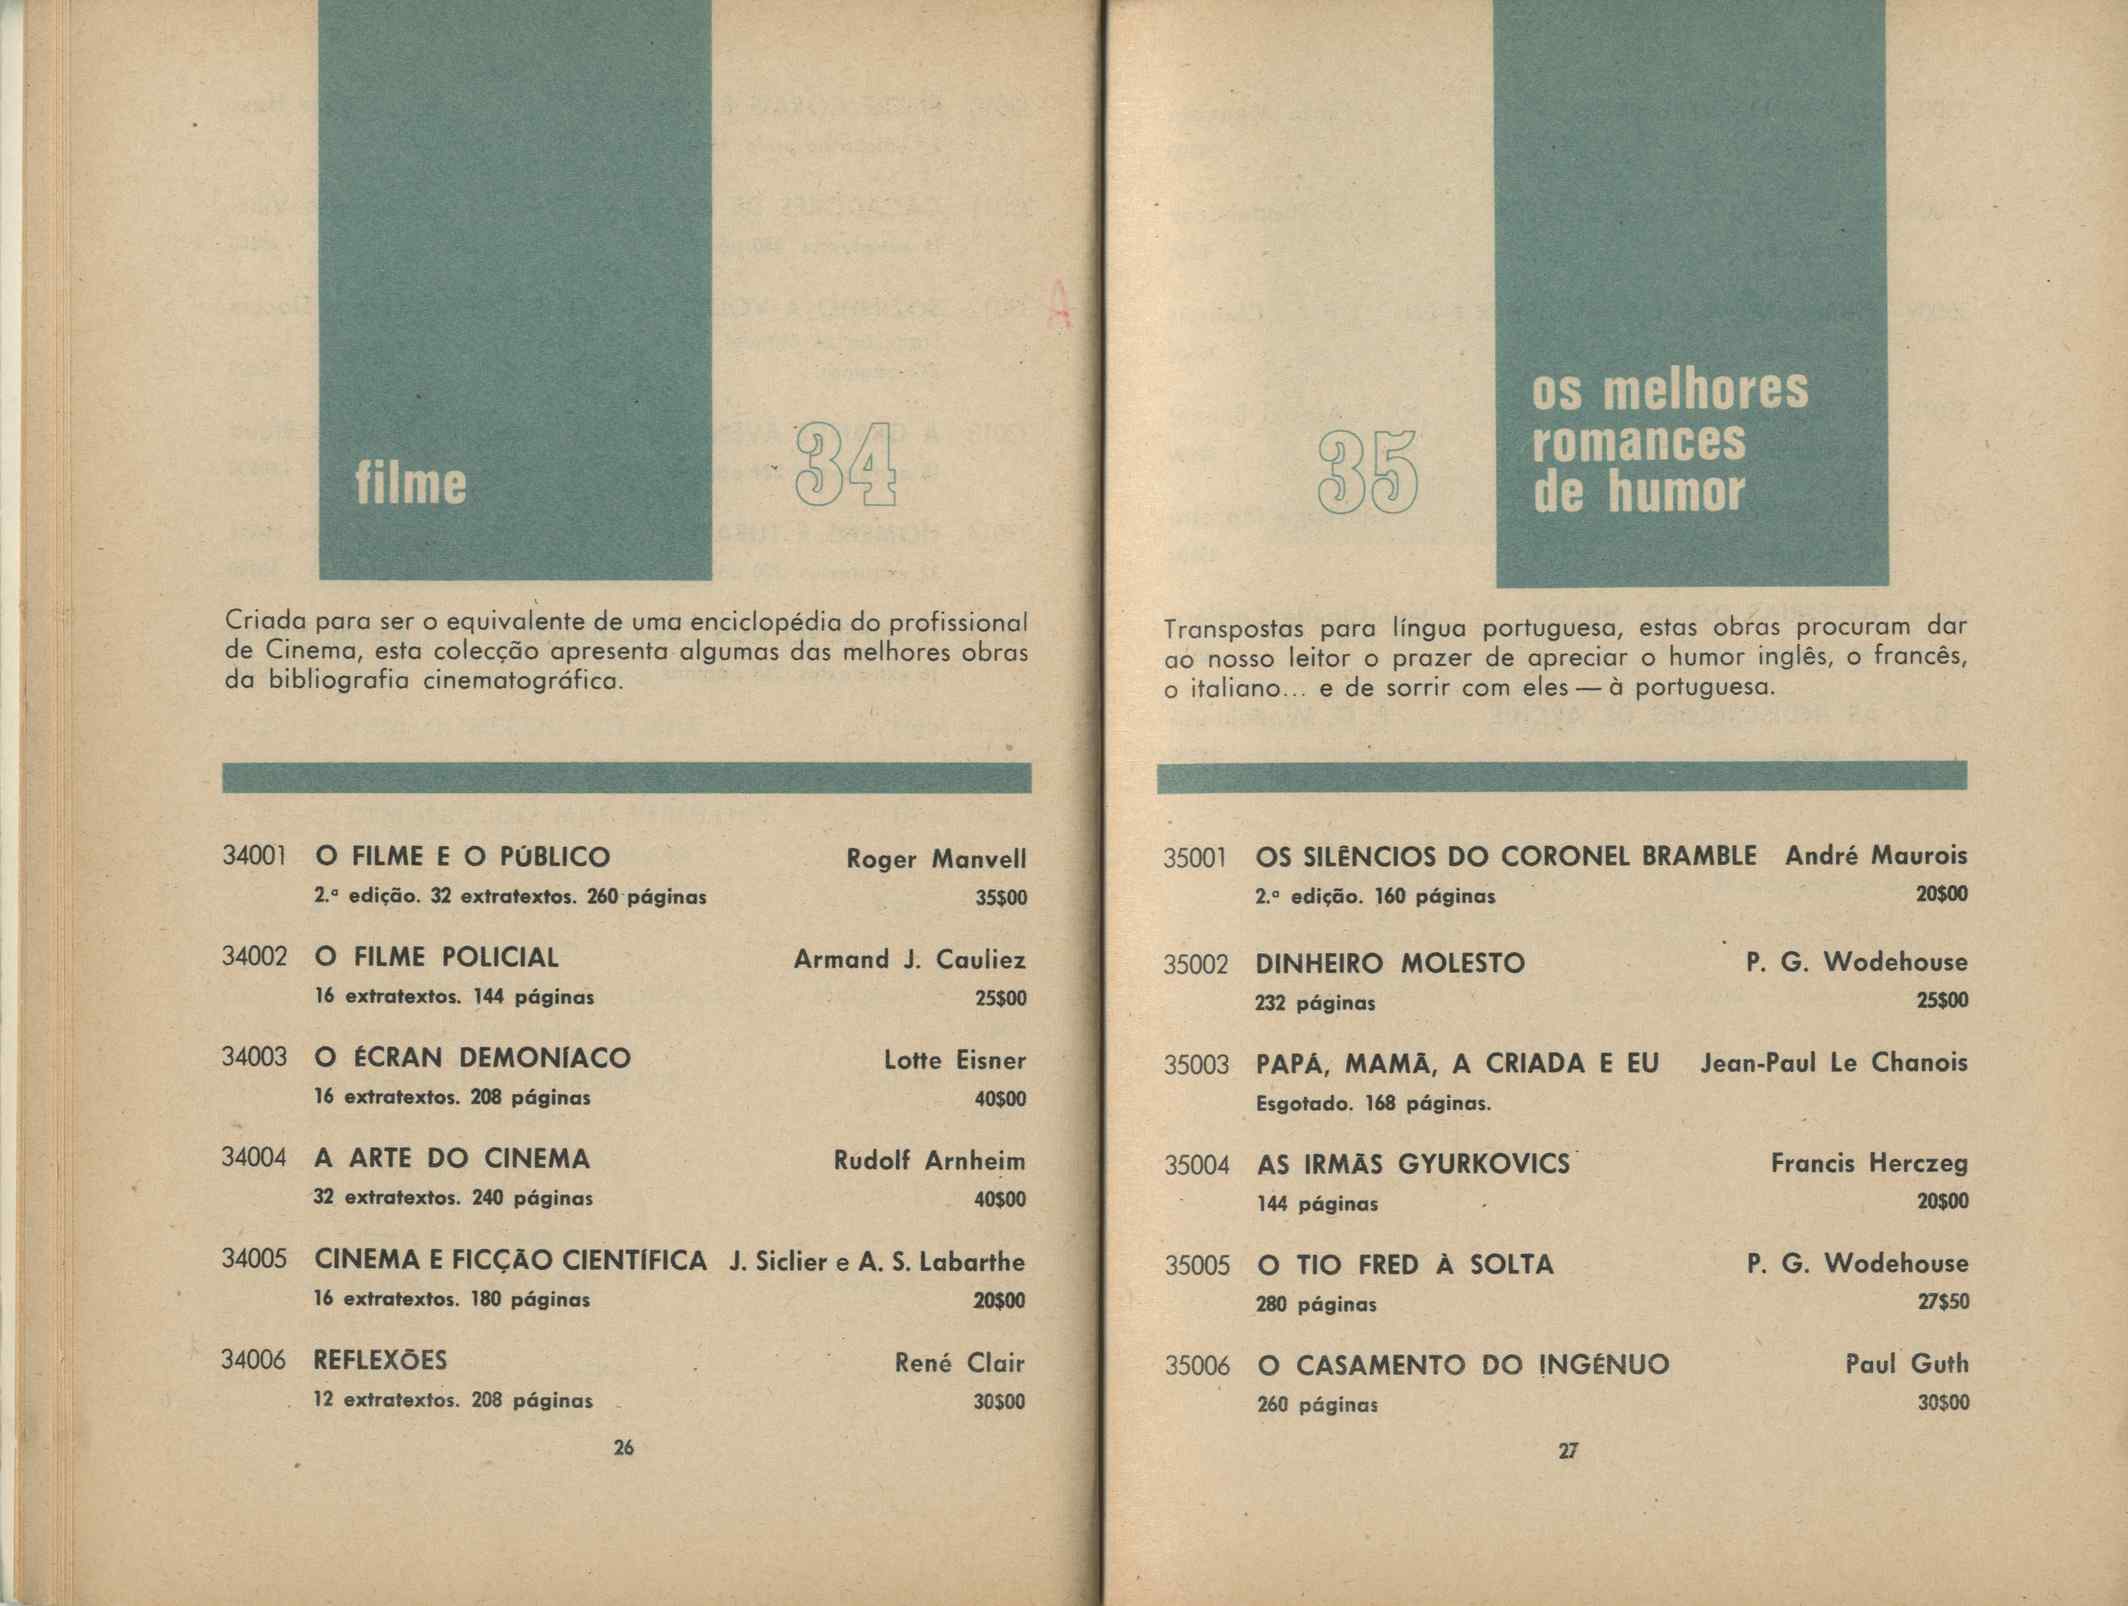 filme
34
Criada para ser o equivalente de uma enciclopédia do profissional
de Cinema, esta colecção apresenta algumas das melhores obras
da bibliografia cinematográfica.
34001 O FILME E O PÚBLICO Roger Manvell
2.ª edição. 32 extratextos. 260 páginas 35$00
34002 O FILME POLICIAL Armand J. Cauliez
16 extratextos. 144 páginas 25$00
34003 O ÉCRAN DEMONÍACO Lotte Eisner
16 extratextos. 208 páginas 40$00
34004 A ARTE DO CINEMA Rudolf Arnheim
32 extratextos. 240 páginas 40$00
34005 CINEMA E FICÇÃO CIENTÍFICA J. Siclier e A. S. Labarthe
16 extratextos. 180 páginas 20$00
34006 REFLEXÕES René Clair
12 extratextos. 208 páginas 30$00
26
35
os melhores
romances
de humor
Transpostas para língua portuguesa, estas obras procuram dar
ao nosso leitor o prazer de apreciar o humor inglês, o francês,
o italiano... e de sorrir com eles — à portuguesa.
35001 OS SILÊNCIOS DO CORONEL BRAMBLE André Maurois
2.ª edição. 160 páginas 20$00
35002 DINHEIRO MOLESTO P. G. Wodehouse
232 páginas 25$00
35003 PAPÁ, MAMÃ, A CRIADA E EU Jean-Paul Le Chanois
Esgotado. 168 páginas.
35004 AS IRMÃS GYURKOVICS Francis Herczeg
144 páginas 20$00
35005 O TIO FRED À SOLTA P. G. Wodehouse
280 páginas 27$50
35006 O CASAMENTO DO INGÉNUO Paul Guth
260 páginas 30$00
27